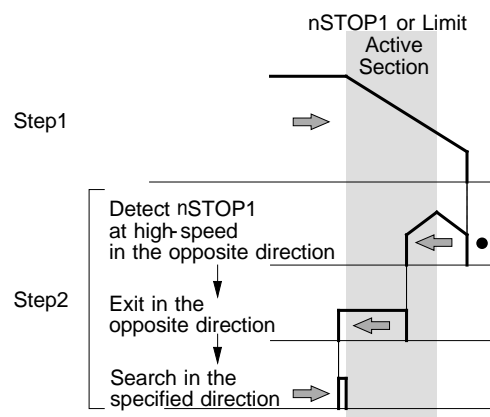 nSTOP1 or Limit
Active
Section
Step1
Step2
Detect nSTOP1
at high-speed
in the opposite direction
Exit in the
opposite direction
Search in the
specified direction